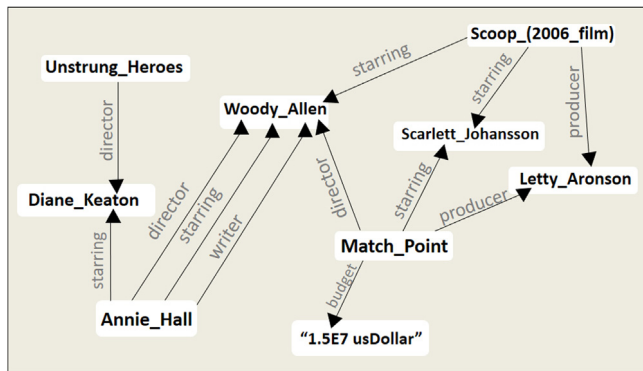 Scoop_(2006_film)
Unstrung_Heroes
starring
starring
producer
Woody_Allen
Scarlett_Johansson
director
Letty_Aronson
Diane_Keaton
director
starring
writer
director
starring
producer
starring
Match_Point
budget
Annie_Hall
“1.5E7 usDollar”